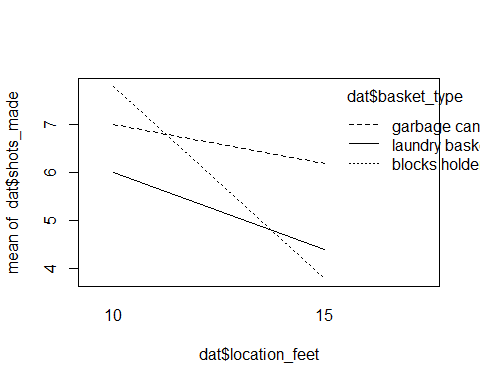 mean of dat$shots_made
7
6
5
4
dat$basket_type
garbage can
laundry baske
blocks holde
10
15
dat$location_feet